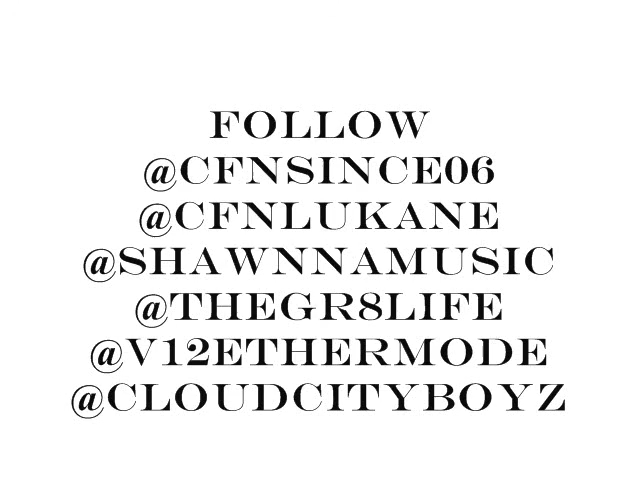 FOLLOW
@CFNSINCE06
@CFNLUKANE
@SHAWNNAMUSIC
@THEGR8LIFE
@V12ETHERMODE
@CLOUDCITYBOYZ